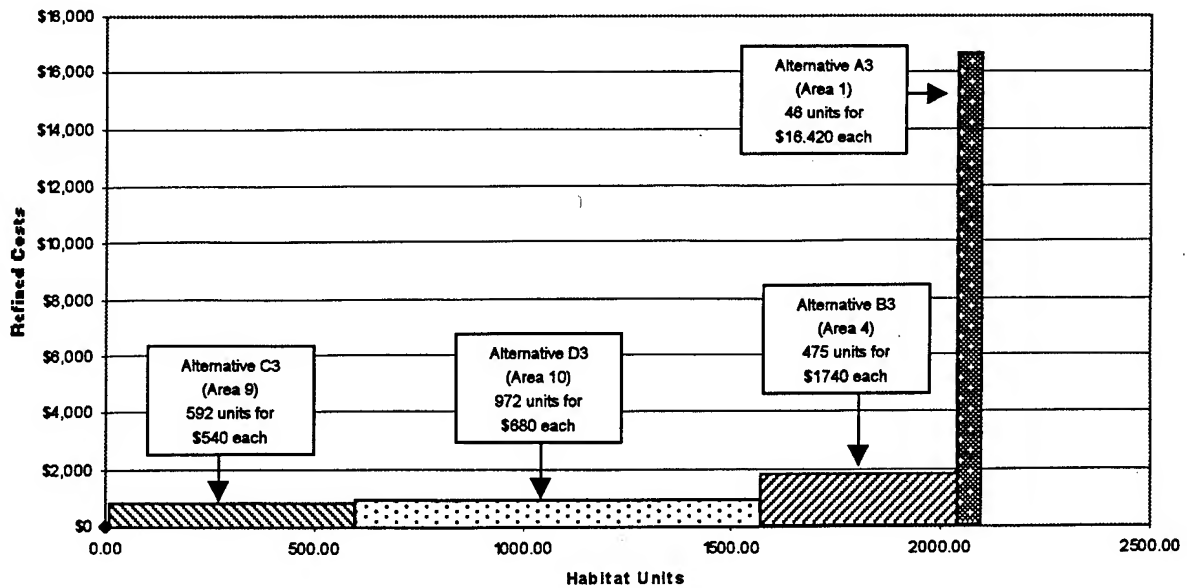 $18,000
$16,000
$14,000
$12,000
$10,000
$8,000
$6,000
$4,000
$2,000
$0
Refined Costs
Alternative A3
(Area 1)
46 units for
$16.420 each
Alternative B3
(Area 4)
475 units for
$1740 each
Alternative D3
(Area 10)
972 units for
$680 each
Alternative C3
(Area 9)
592 units for
$540 each
0.00
500.00
1000.00
1500.00
2000.00
2500.00
Habitat Units